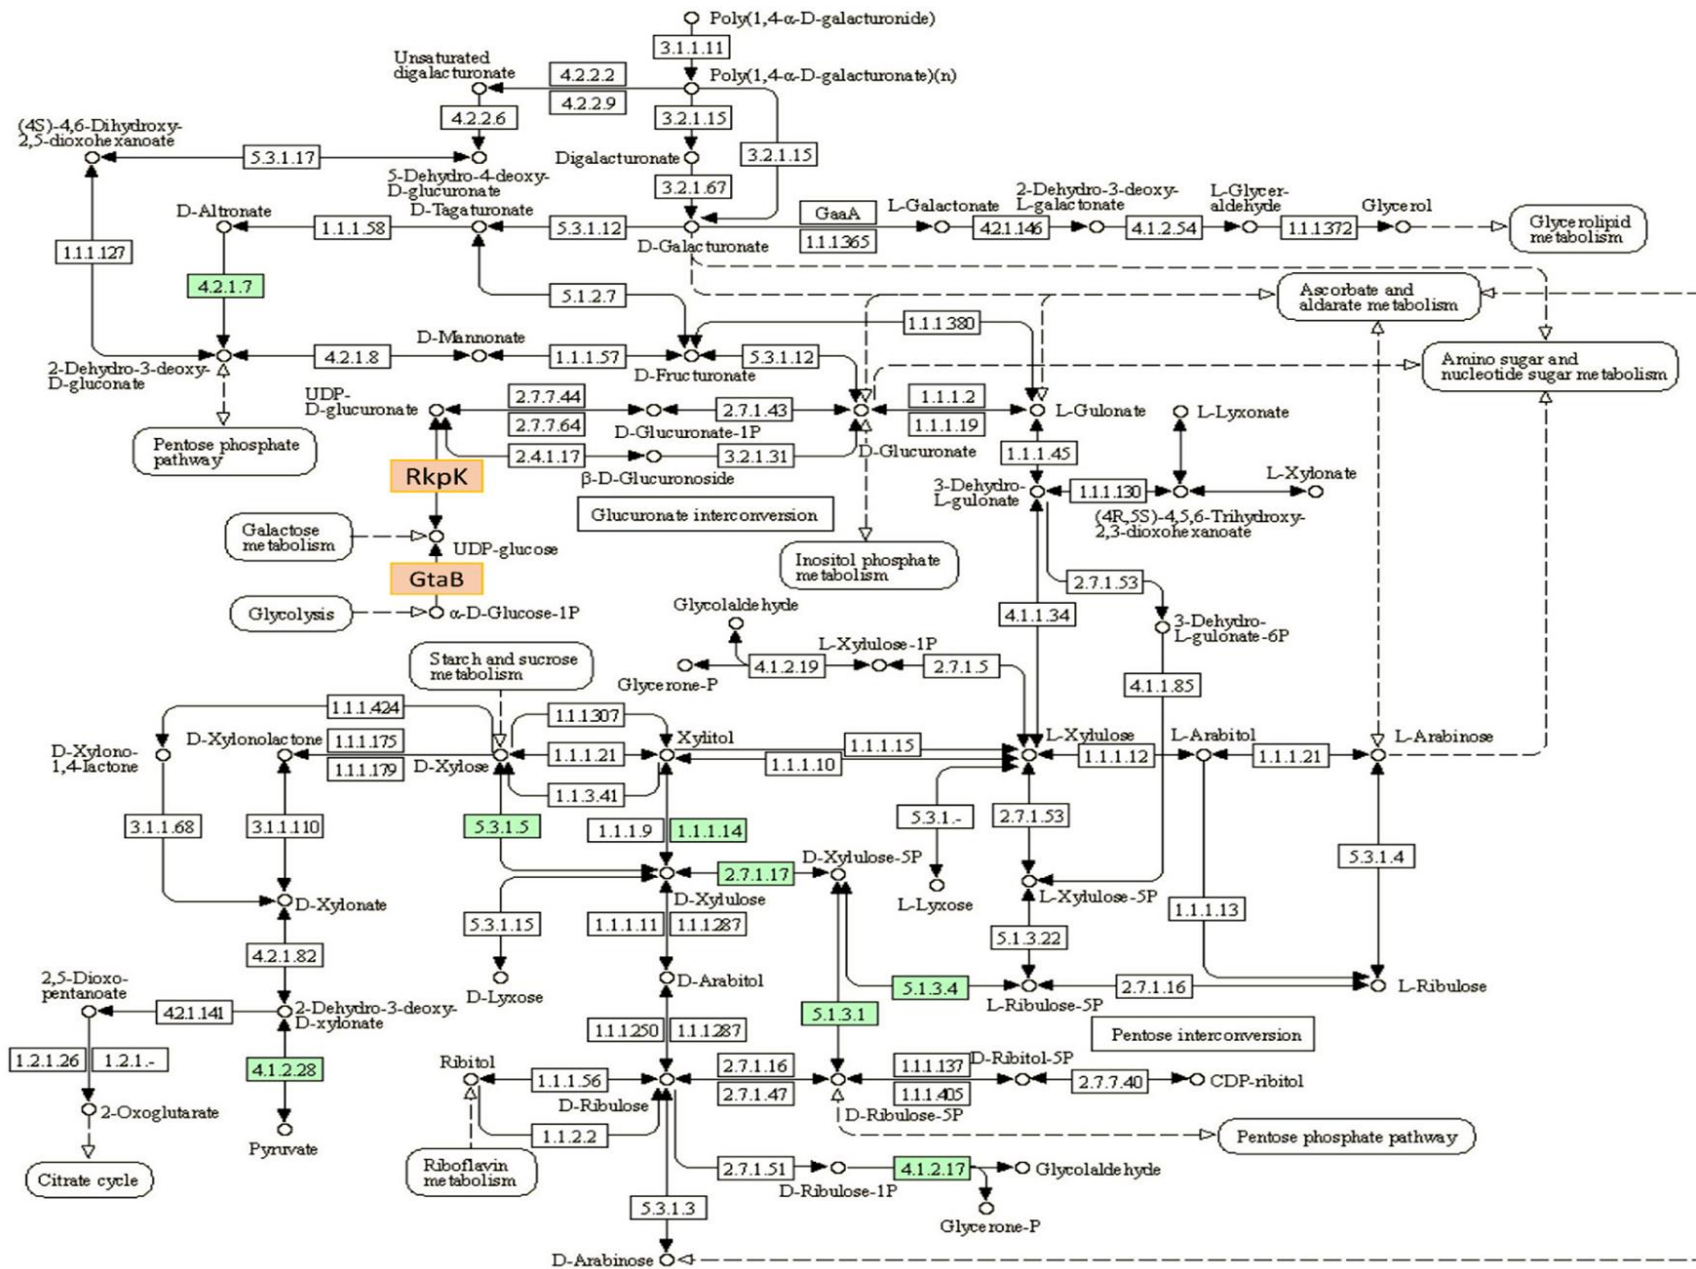 Poly(1,4-α-D-galacturonide)
3.1.1.11
Unsaturated
digalacturonate
4.2.2.2
Poly(1,4-α-D-galacturonate)(n)
4.2.2.9
(4S)-4,6-Dihydroxy-
2,5-dioxohexanoate
4.2.2.6
3.2.1.15
5.3.1.17
Digalacturonate
3.2.1.15
5-Dehydro-4-deoxy-
D-glucuronate
3.2.1.67
2-Dehydro-3-deoxy-
L-galactonate
L-Glycer-
aldehyde
D-Altronate
D-Tagaturonate
GaaA
L-Galactonate
Glycerol
1.1.1.58
5.3.1.12
4.2.1.146
4.1.2.54
1.1.1.372
Glycerolipid
metabolism
D-Galacturonate
1.1.1.365
1.1.1.127
4.2.1.7
5.1.2.7
Ascorbate and
aldarate metabolism
1.1.1.380
D-Mannonate
4.2.1.8
1.1.1.57
5.3.1.12
Amino sugar and
nucleotide sugar metabolism
2-Dehydro-3-deoxy-
D-gluconate
D-Fructuronate
UDP-
D-glucuronate
2.7.7.44
2.7.1.43
1.1.1.2
L-Gulonate
L-Lyxonate
2.7.7.64
D-Glucuronate-1P
1.1.1.19
Pentose phosphate
pathway
2.4.1.17
3.2.1.31
D-Glucuronate
1.1.1.45
RkpK
β-D-Glucuronoside
3-Dehydro-
L-gulonate
1.1.1.130
L-Xylonate
Glucuronate interconversion
(4R,5S)-4,5,6-Trihydroxy-
2,3-dioxohexanoate
Galactose
metabolism
UDP-glucose
Inositol phosphate
metabolism
GtaB
2.7.1.53
Glycolysis
α-D-Glucose-1P
Glycolaldehyde
4.1.1.34
3-Dehydro-
L-gulonate-6P
Starch and sucrose
metabolism
L-Xylulose-1P
4.1.2.19
2.7.1.5
Glycerone-P
4.1.1.85
1.1.1.424
1.1.1.307
D-Xylono-
1,4-lactone
D-Xylonolactone
1.1.1.175
Xylitol
1.1.1.15
L-Xylulose
L-Arabitol
L-Arabinose
1.1.1.179
D-Xylose
1.1.1.21
1.1.1.10
1.1.1.12
1.1.1.21
1.1.3.41
3.1.1.68
3.1.1.110
5.3.1.5
1.1.1.9
1.1.1.14
5.3.1.-
2.7.1.53
5.3.1.4
2.7.1.17
D-Xylulose-5P
D-Xylonate
D-Xylulose
L-Lyxose
L-Xylulose-5P
1.1.1.13
5.3.1.15
1.1.1.11
1.1.1.287
5.1.3.22
4.2.1.82
2,5-Dioxo-
pentanoate
D-Lyxose
D-Arabitol
5.1.3.4
L-Ribulose-5P
2.7.1.16
L-Ribulose
4.2.1.141
2-Dehydro-3-deoxy-
D-xylonate
5.1.3.1
1.1.1.250
1.1.1.287
Pentose interconversion
1.2.1.26
1.2.1.-
4.1.2.28
Ribitol
1.1.1.56
2.7.1.16
1.1.1.137
D-Ribitol-5P
2.7.7.40
CDP-ribitol
D-Ribulose
2.7.1.47
1.1.1.405
D-Ribulose-5P
2-Oxoglutarate
1.1.2.2
Pentose phosphate pathway
Pyruvate
Citrate cycle
Riboflavin
metabolism
2.7.1.51
4.1.2.17
Glycolaldehyde
D-Ribulose-1P
5.3.1.3
Glycerone-P
D-Arabinose